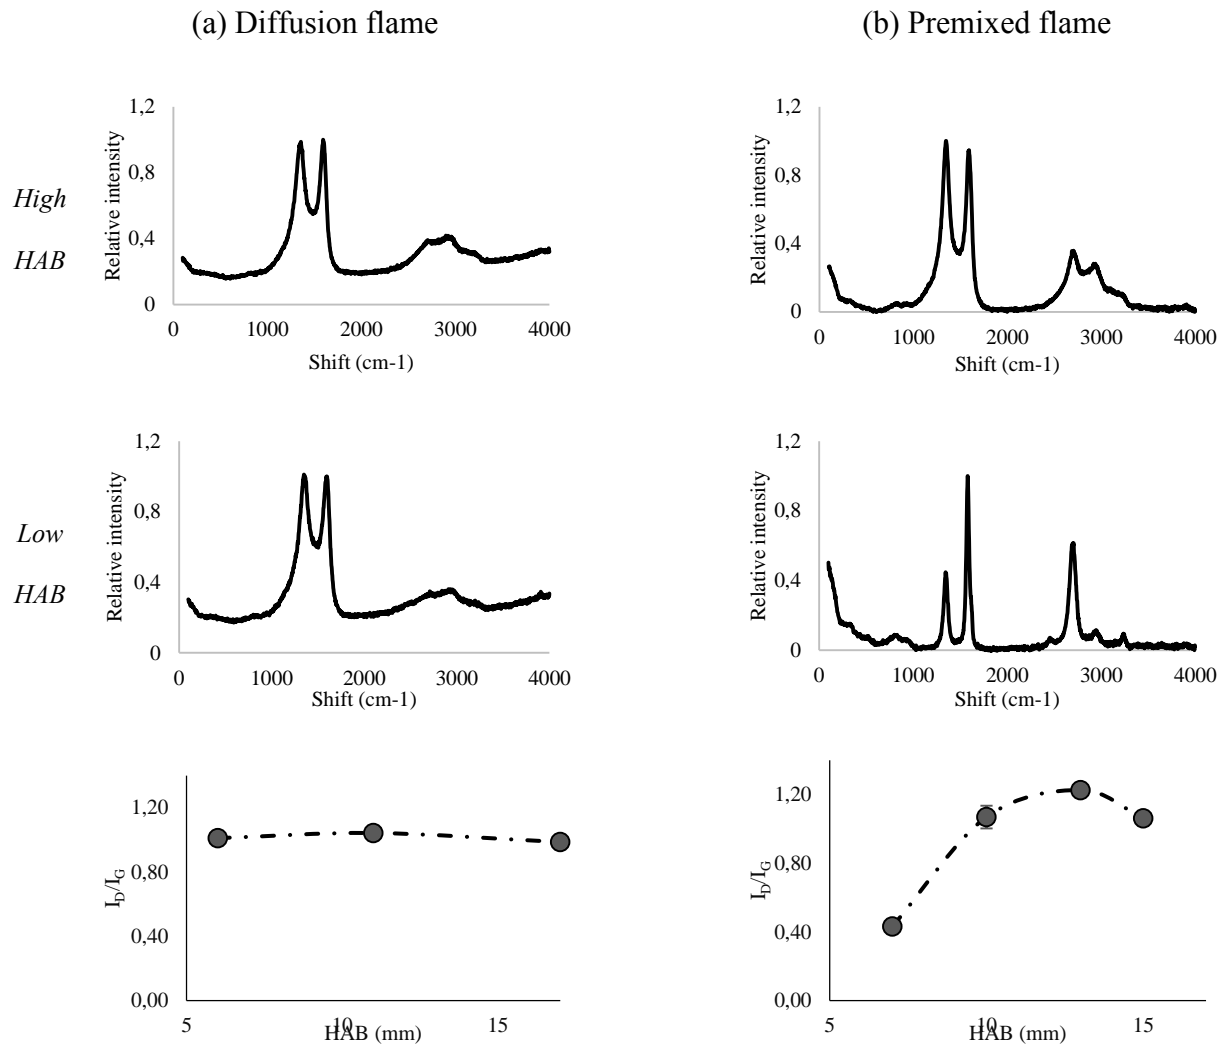 (a) Diffusion flame
(b) Premixed flame
High
HAB
Relative intensity
1,2
0,8
0,4
0
0 1000 2000 3000 4000
Shift (cm-1)
Relative intensity
1,2
0,8
0,4
0
0 1000 2000 3000 4000
Shift (cm-1)
Low
HAB
Relative intensity
1,2
0,8
0,4
0
0 1000 2000 3000 4000
Shift (cm-1)
Relative intensity
1,2
0,8
0,4
0
0 1000 2000 3000 4000
Shift (cm-1)
I_D/I_G
1,20
0,80
0,40
0,00
5 10 15
HAB (mm)
I_D/I_G
1,20
0,80
0,40
0,00
5 10 15
HAB (mm)